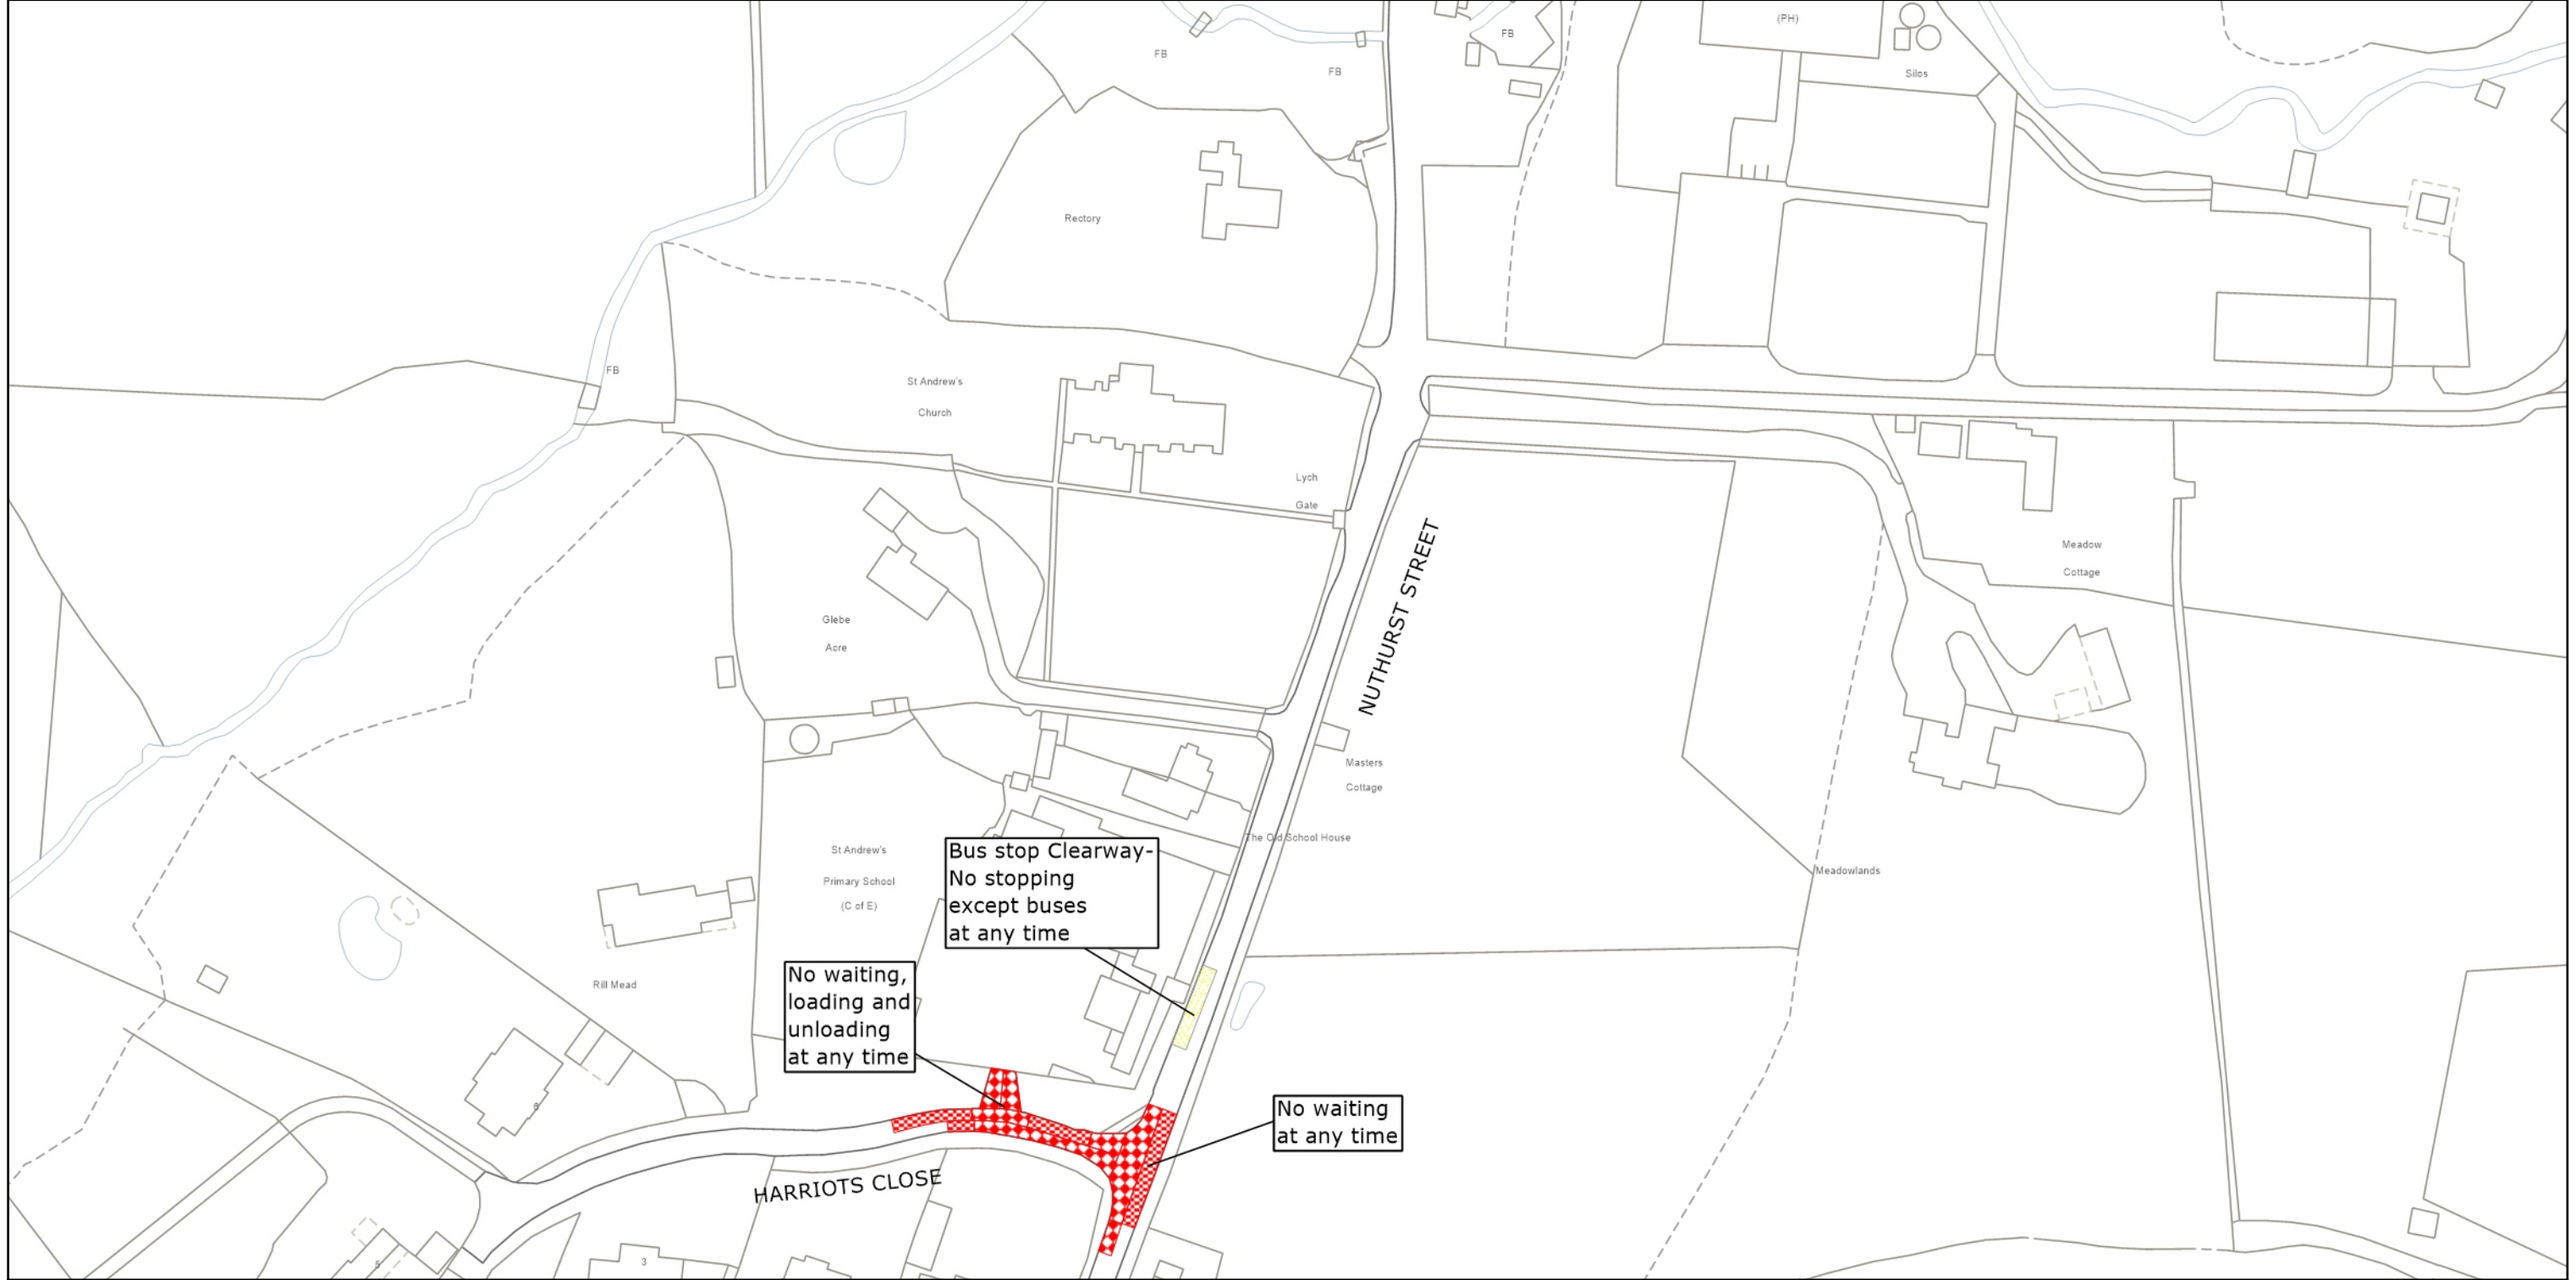 (PH)
FB
FB
FB
Silos
Rectory
FB
St Andrew's
Church
Lych
Gate
NUTHURST STREET
Meadow
Cottage
Glebe
Acre
Masters
Cottage
The Old School House
Bus stop Clearway-
No stopping
except buses
at any time
St Andrew's
Primary School
(C of E)
Meadowlands
No waiting,
loading and
unloading
at any time
Rill Mead
No waiting
at any time
HARRIOTS CLOSE
3